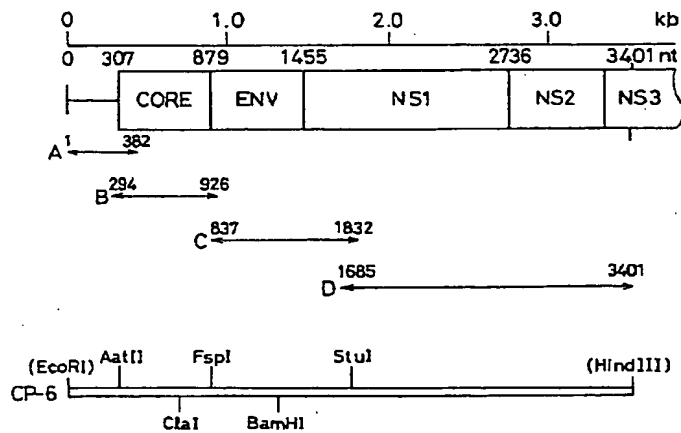 0 1.0 2.0 3.0 kb
0 307 879 1455 2736 3401 nt
CORE ENV NS1 NS2 NS3
A 1 382
B 294 926
C 837 1832
D 1685 3401
(EcoRI) AatII FspI StuI (HindIII)
CP-6
ClaI BamHI